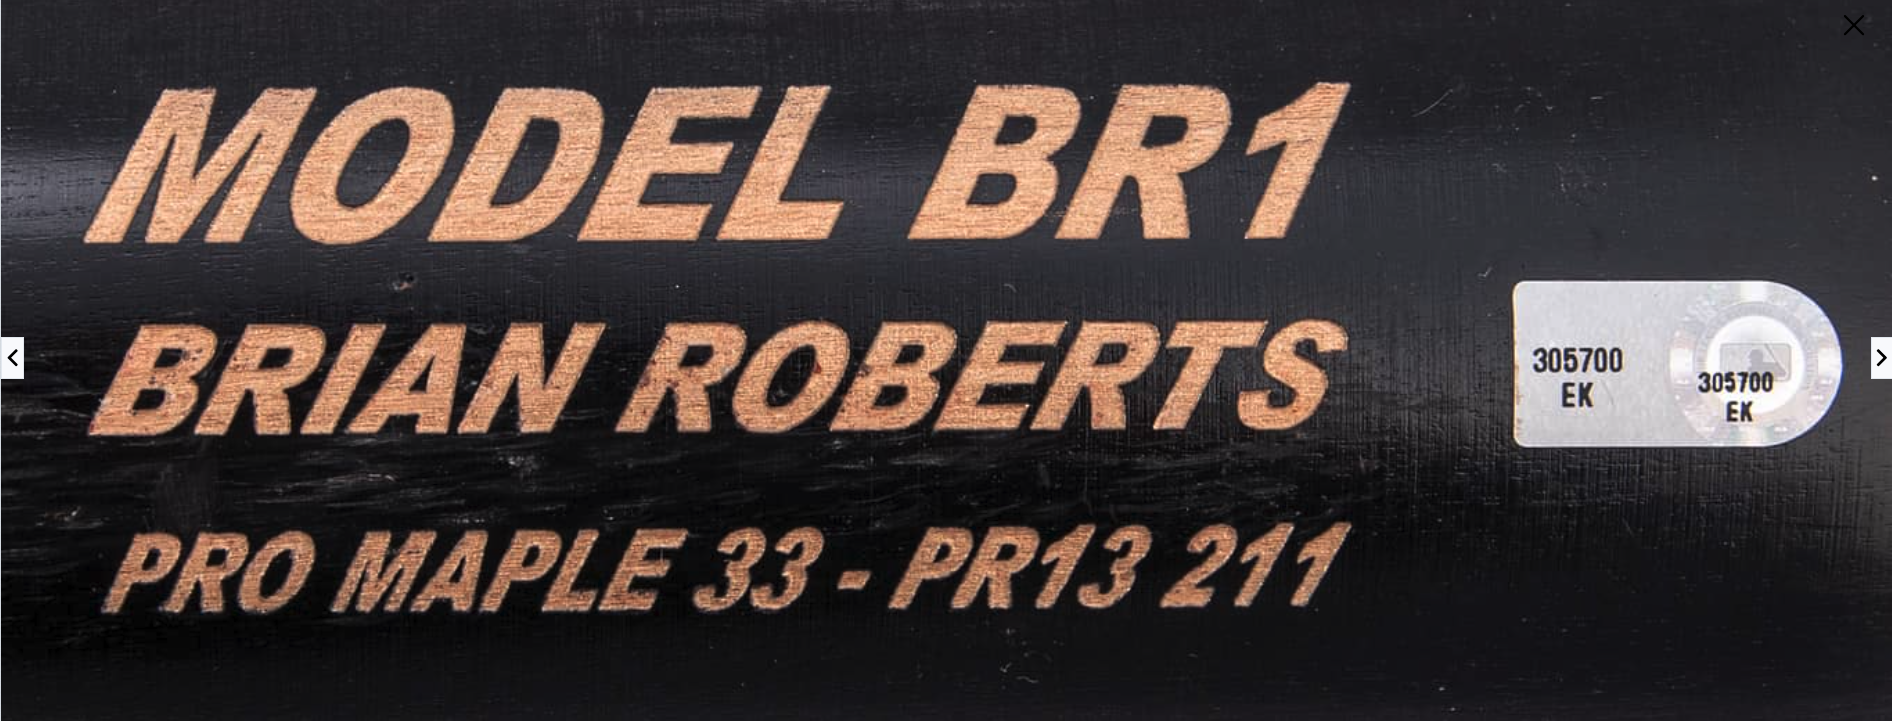 MODEL BR1
BRIAN ROBERTS
PRO MAPLE 33 - PR13 211
305700
EK
305700
EK